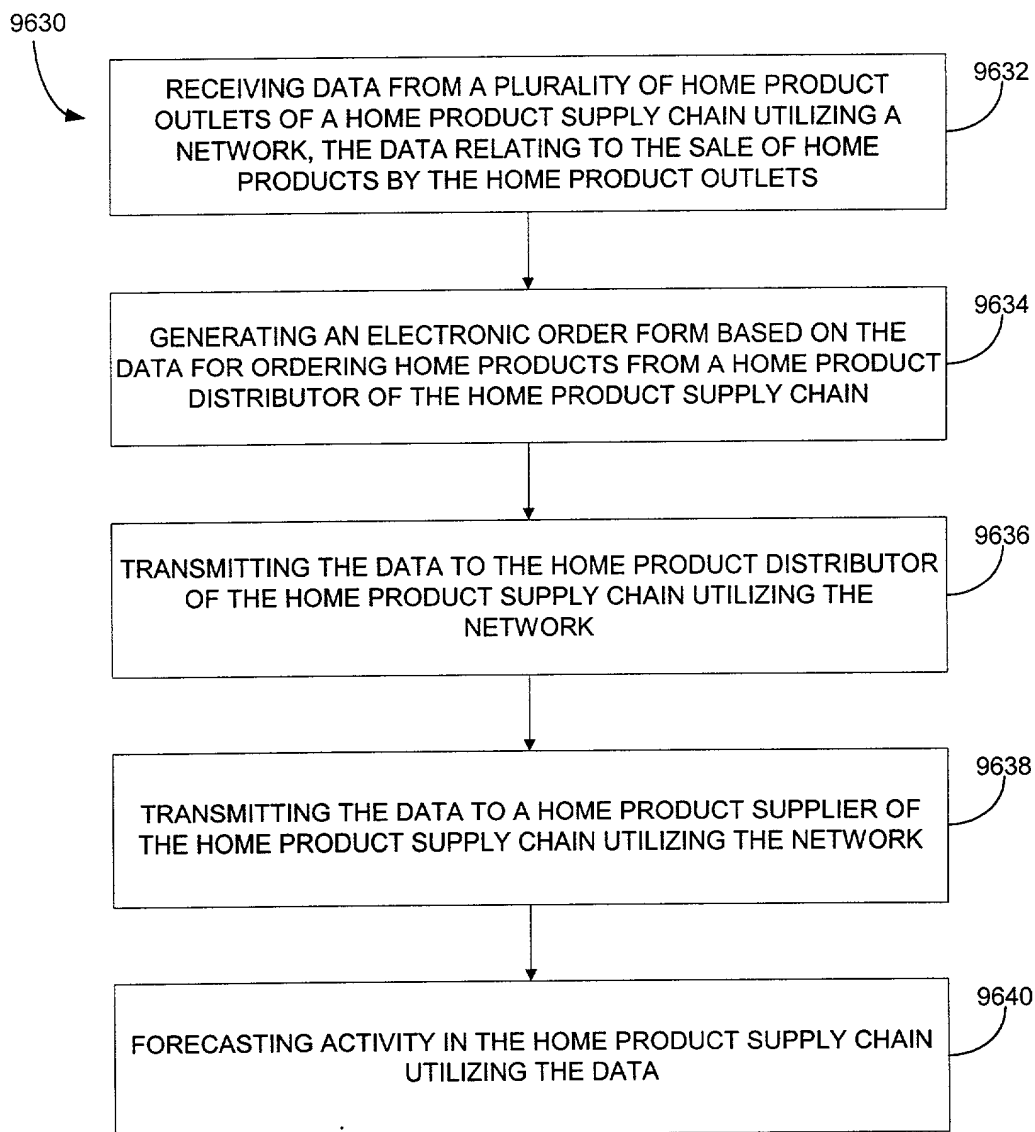 9630
9632
RECEIVING DATA FROM A PLURALITY OF HOME PRODUCT
OUTLETS OF A HOME PRODUCT SUPPLY CHAIN UTILIZING A
NETWORK, THE DATA RELATING TO THE SALE OF HOME
PRODUCTS BY THE HOME PRODUCT OUTLETS
9634
GENERATING AN ELECTRONIC ORDER FORM BASED ON THE
DATA FOR ORDERING HOME PRODUCTS FROM A HOME PRODUCT
DISTRIBUTOR OF THE HOME PRODUCT SUPPLY CHAIN
9636
TRANSMITTING THE DATA TO THE HOME PRODUCT DISTRIBUTOR
OF THE HOME PRODUCT SUPPLY CHAIN UTILIZING THE
NETWORK
9638
TRANSMITTING THE DATA TO A HOME PRODUCT SUPPLIER OF
THE HOME PRODUCT SUPPLY CHAIN UTILIZING THE NETWORK
9640
FORECASTING ACTIVITY IN THE HOME PRODUCT SUPPLY CHAIN
UTILIZING THE DATA